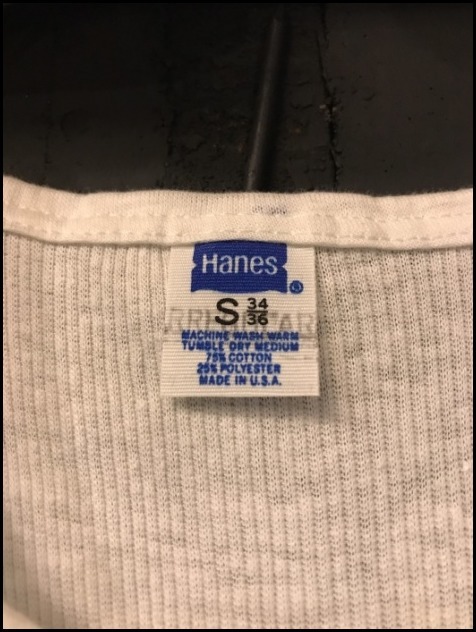 Hanes
®
S 34/36
MACHINE WASH WARM
TUMBLE DRY MEDIUM
75% COTTON
25% POLYESTER
MADE IN U.S.A.